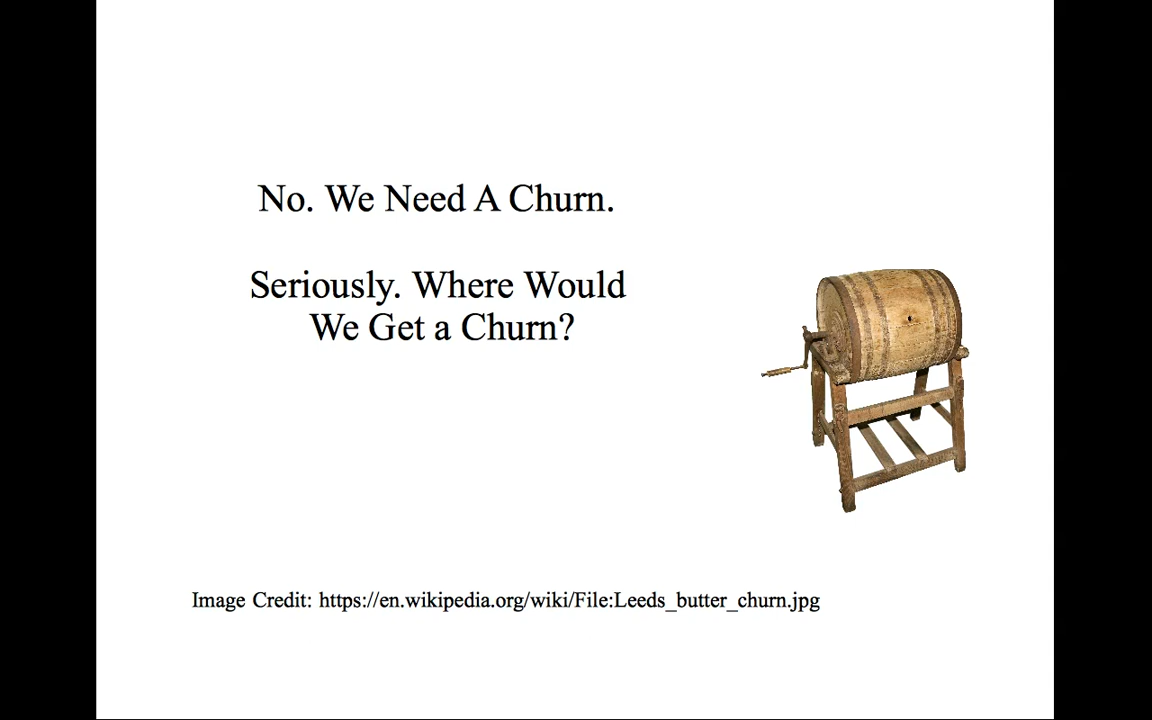 No. We Need A Churn.
Seriously. Where Would
We Get a Churn?
Image Credit: https://en.wikipedia.org/wiki/File:Leeds_butter_churn.jpg